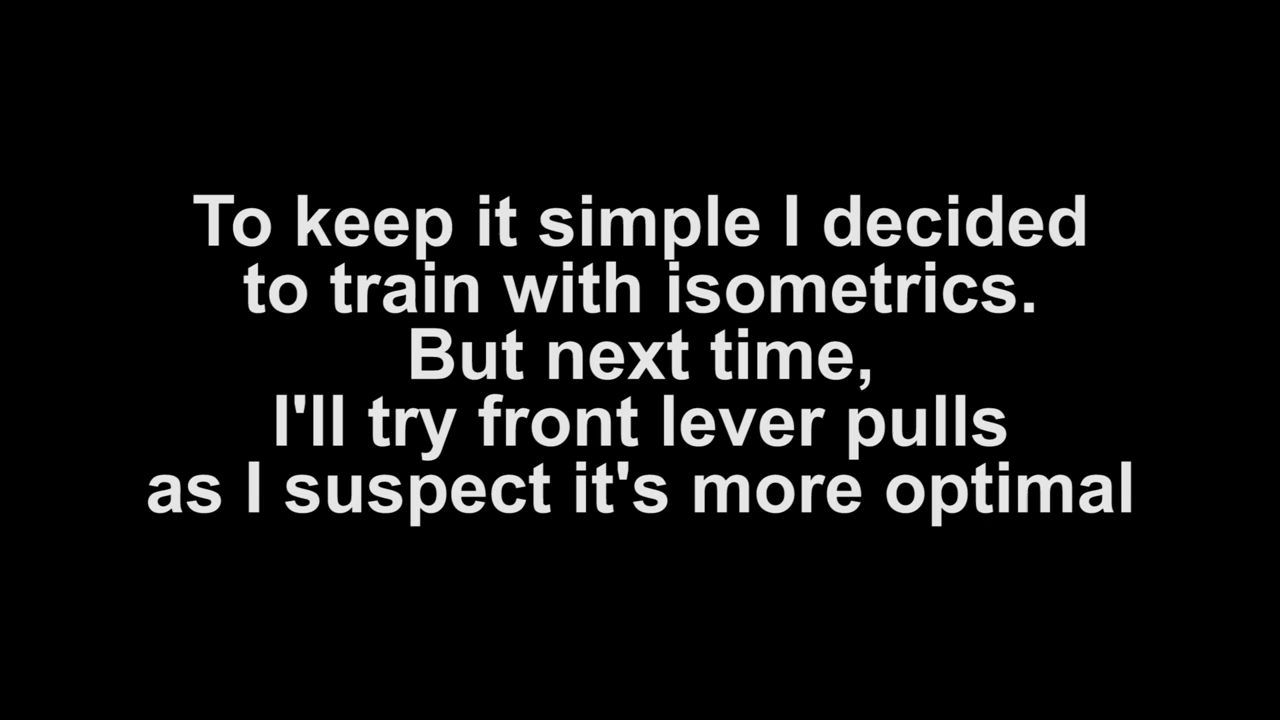 To keep it simple I decided
to train with isometrics.
But next time,
I'll try front lever pulls
as I suspect it's more optimal